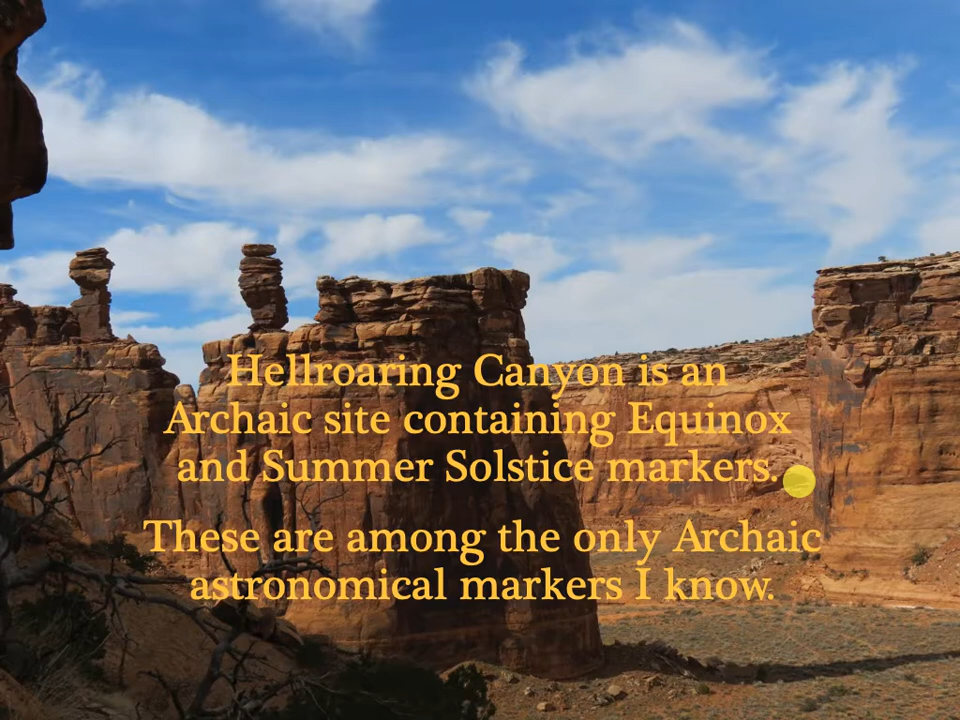 Hellroaring Canyon is an
Archaic site containing Equinox
and Summer Solstice markers.
These are among the only Archaic
astronomical markers I know.